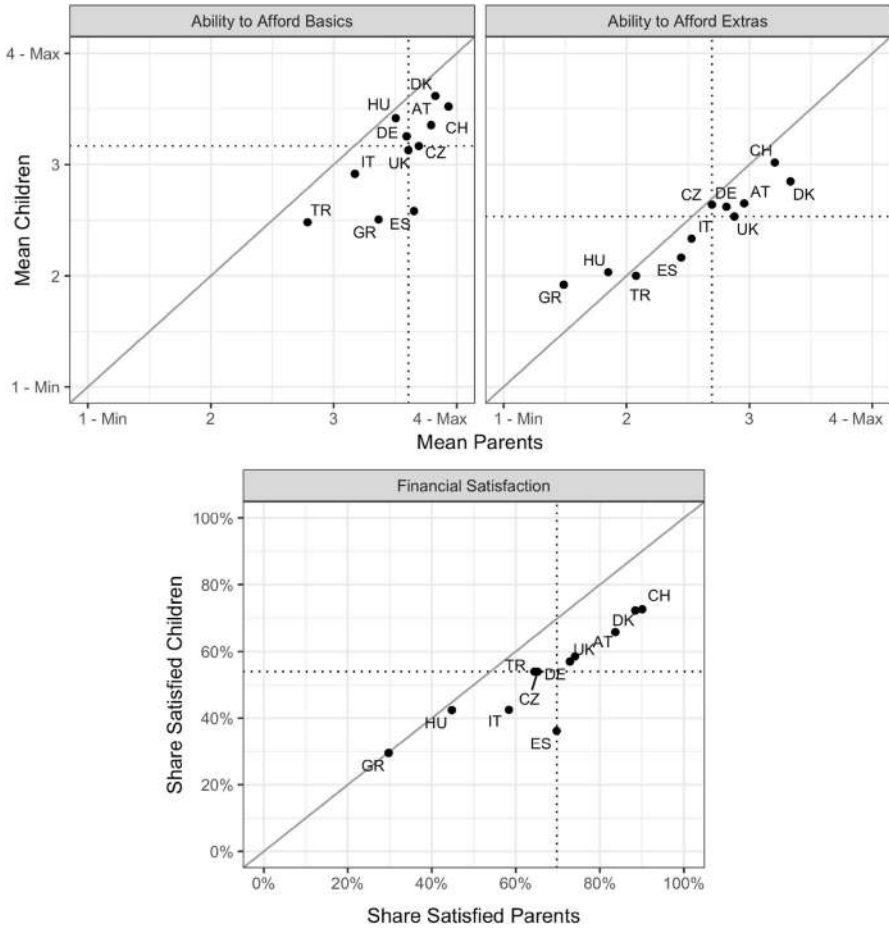 Ability to Afford Basics
Ability to Afford Extras
4 - Max
3
2
1 - Min
Mean Children
DK
HU
AT
CH
DE
UK
CZ
IT
TR
GR
ES
1 - Min
2
3
4 - Max
CH
CZ
DE
AT
DK
IT
UK
HU
ES
GR
TR
1 - Min
2
3
4 - Max
Mean Parents
Financial Satisfaction
100%
80%
60%
40%
20%
0%
Share Satisfied Children
CH
DK
AT
UK
TR
DE
CZ
HU
IT
ES
GR
0%
20%
40%
60%
80%
100%
Share Satisfied Parents